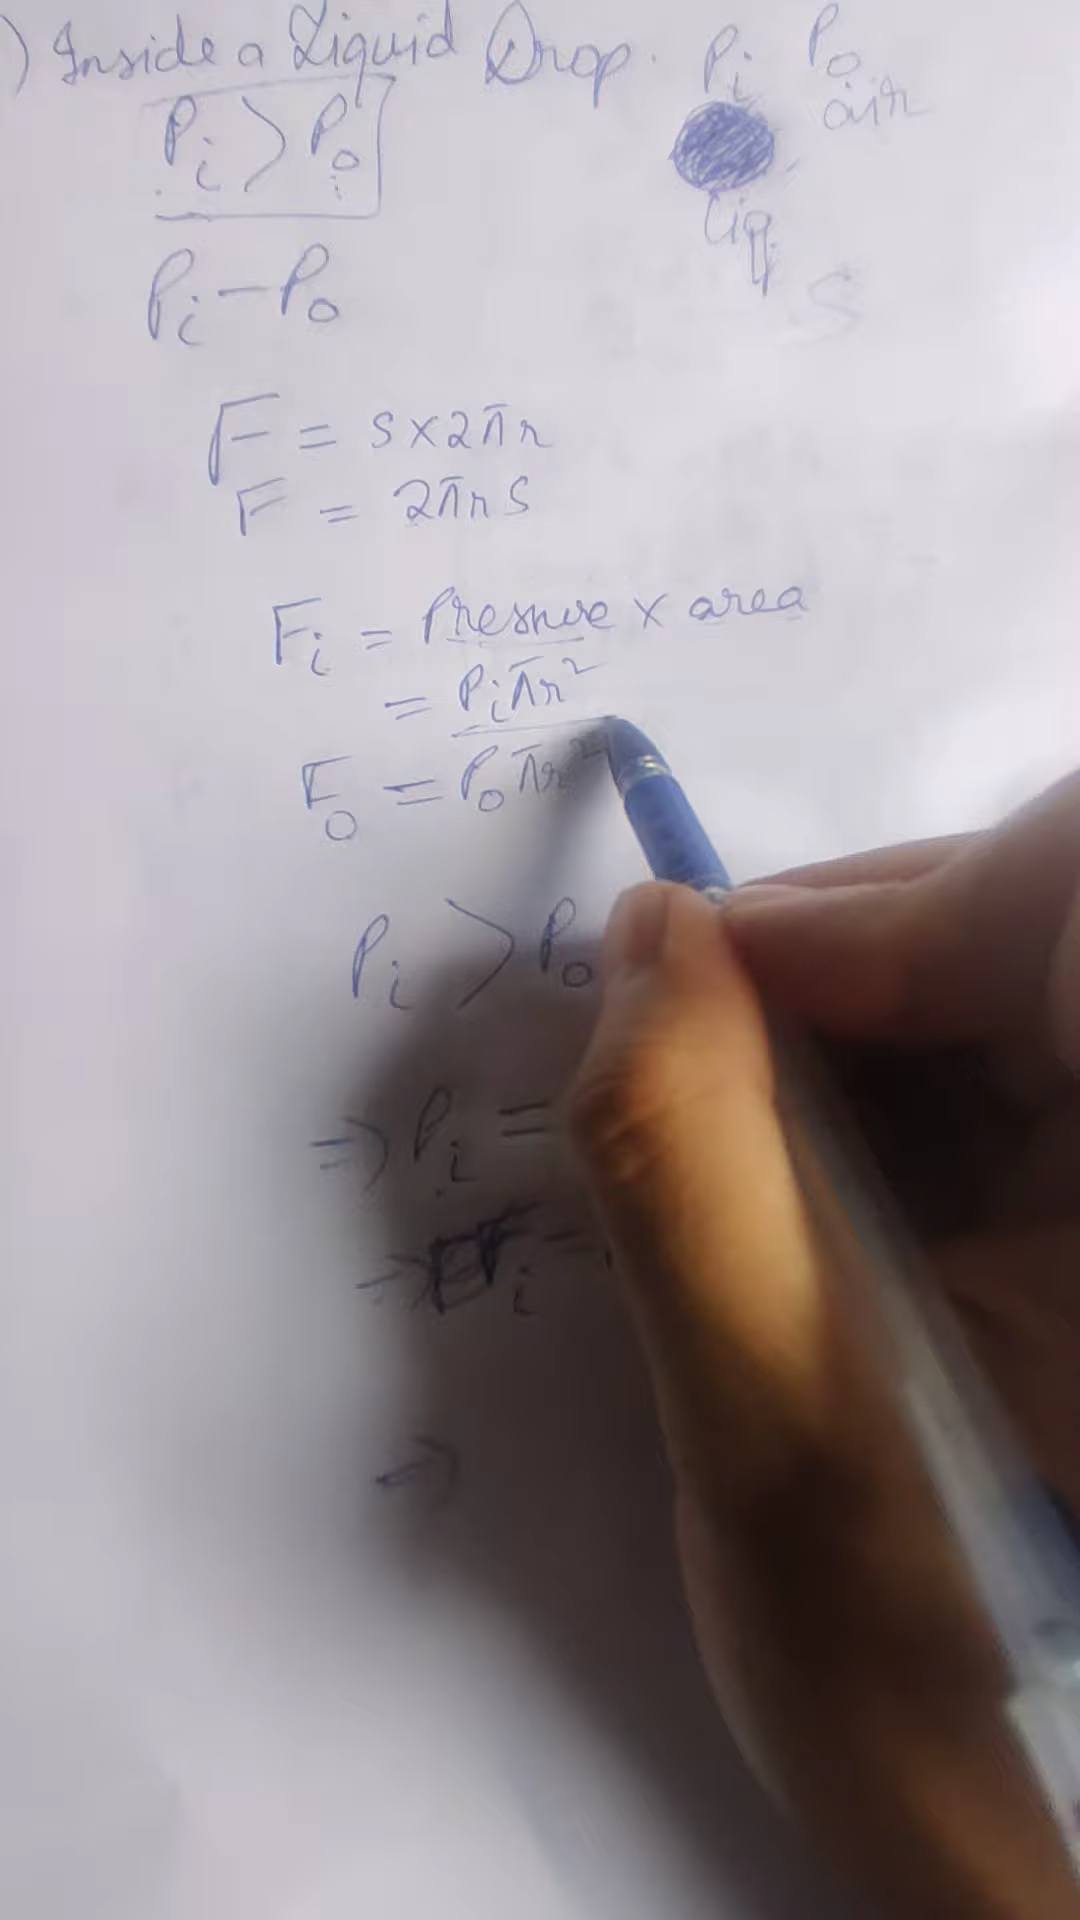 ) Inside a Liquid Drop. Pi Po
air
Pi > Po
liq.
Pi - Po
S
F = S×2πr
F = 2πrS
Fi = Pressure × area
= Piπr²
Fo = Poπr²
Pi > Po
⇒ Pi =
⇒ Fi =
⇒